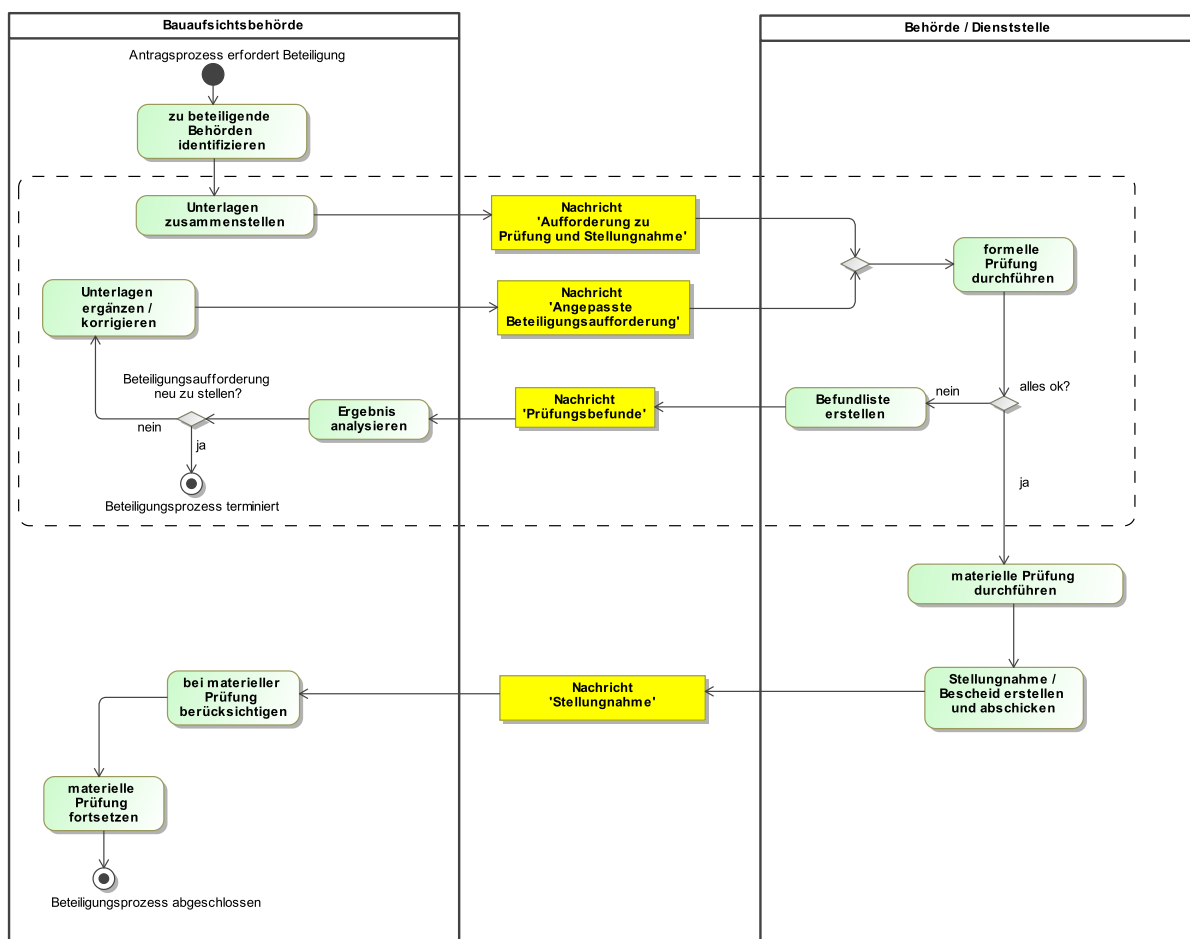 Bauaufsichtsbehörde
Behörde / Dienststelle
Antragsprozess erfordert Beteiligung
zu beteiligende
Behörden
identifizieren
Unterlagen
zusammenstellen
Nachricht
'Aufforderung zu
Prüfung und Stellungnahme'
formelle
Prüfung
durchführen
Unterlagen
ergänzen /
korrigieren
Nachricht
'Angepasste
Beteiligungsaufforderung'
Beteiligungsaufforderung
neu zu stellen?
nein
ja
Beteiligungsprozess terminiert
Ergebnis
analysieren
Nachricht
'Prüfungsbefunde'
Befundliste
erstellen
nein
alles ok?
ja
materielle Prüfung
durchführen
Stellungnahme /
Bescheid erstellen
und abschicken
Nachricht
'Stellungnahme'
bei materieller
Prüfung
berücksichtigen
materielle
Prüfung
fortsetzen
Beteiligungsprozess abgeschlossen